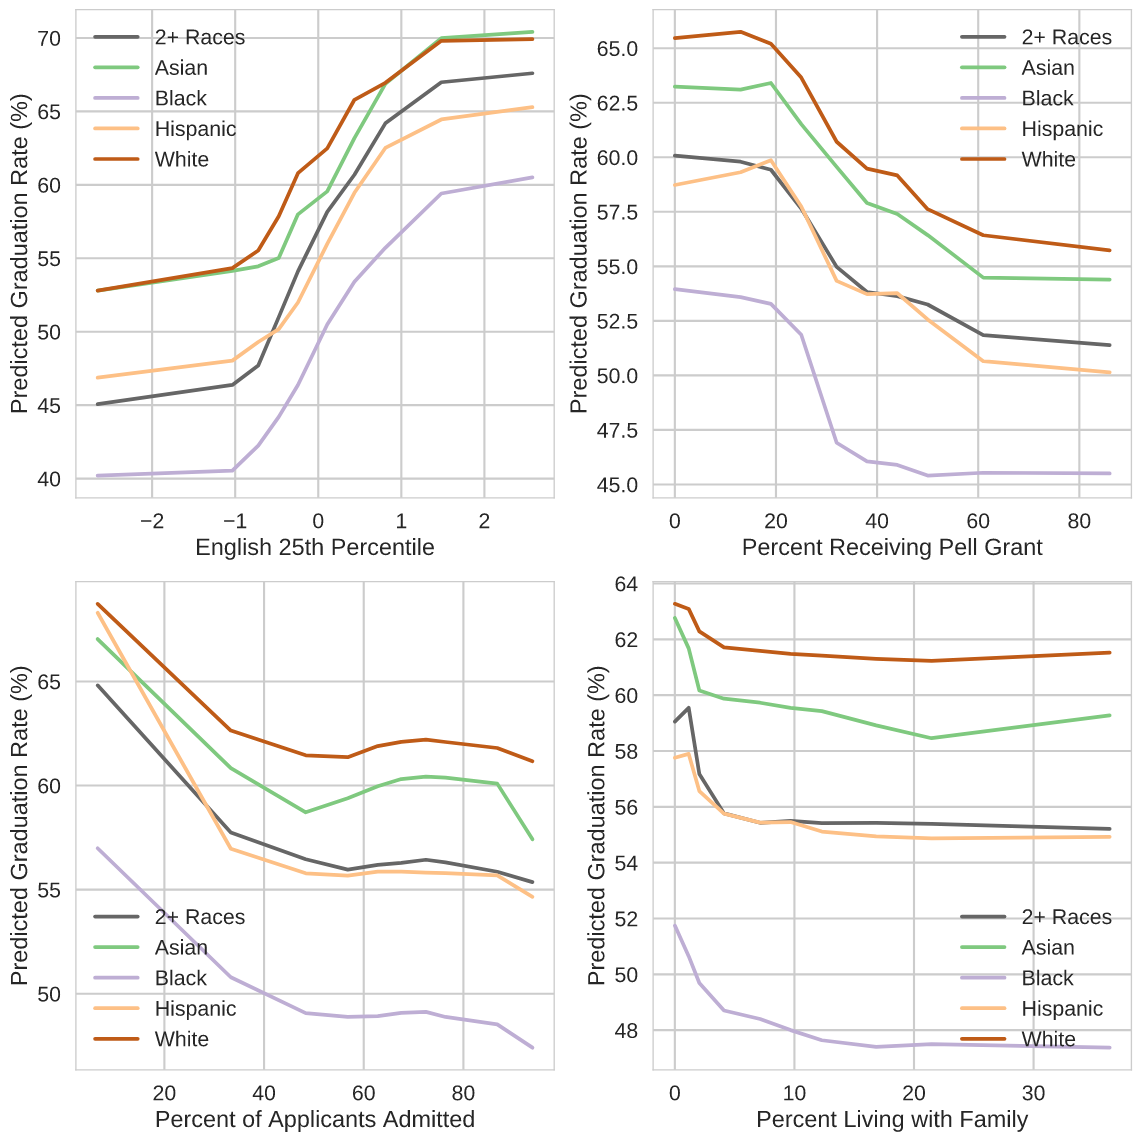 Predicted Graduation Rate (%)
70
65
60
55
50
45
40
2+ Races
Asian
Black
Hispanic
White
−2
−1
0
1
2
English 25th Percentile
Predicted Graduation Rate (%)
65.0
62.5
60.0
57.5
55.0
52.5
50.0
47.5
45.0
2+ Races
Asian
Black
Hispanic
White
0
20
40
60
80
Percent Receiving Pell Grant
Predicted Graduation Rate (%)
65
60
55
50
2+ Races
Asian
Black
Hispanic
White
20
40
60
80
Percent of Applicants Admitted
Predicted Graduation Rate (%)
64
62
60
58
56
54
52
50
48
2+ Races
Asian
Black
Hispanic
White
0
10
20
30
Percent Living with Family